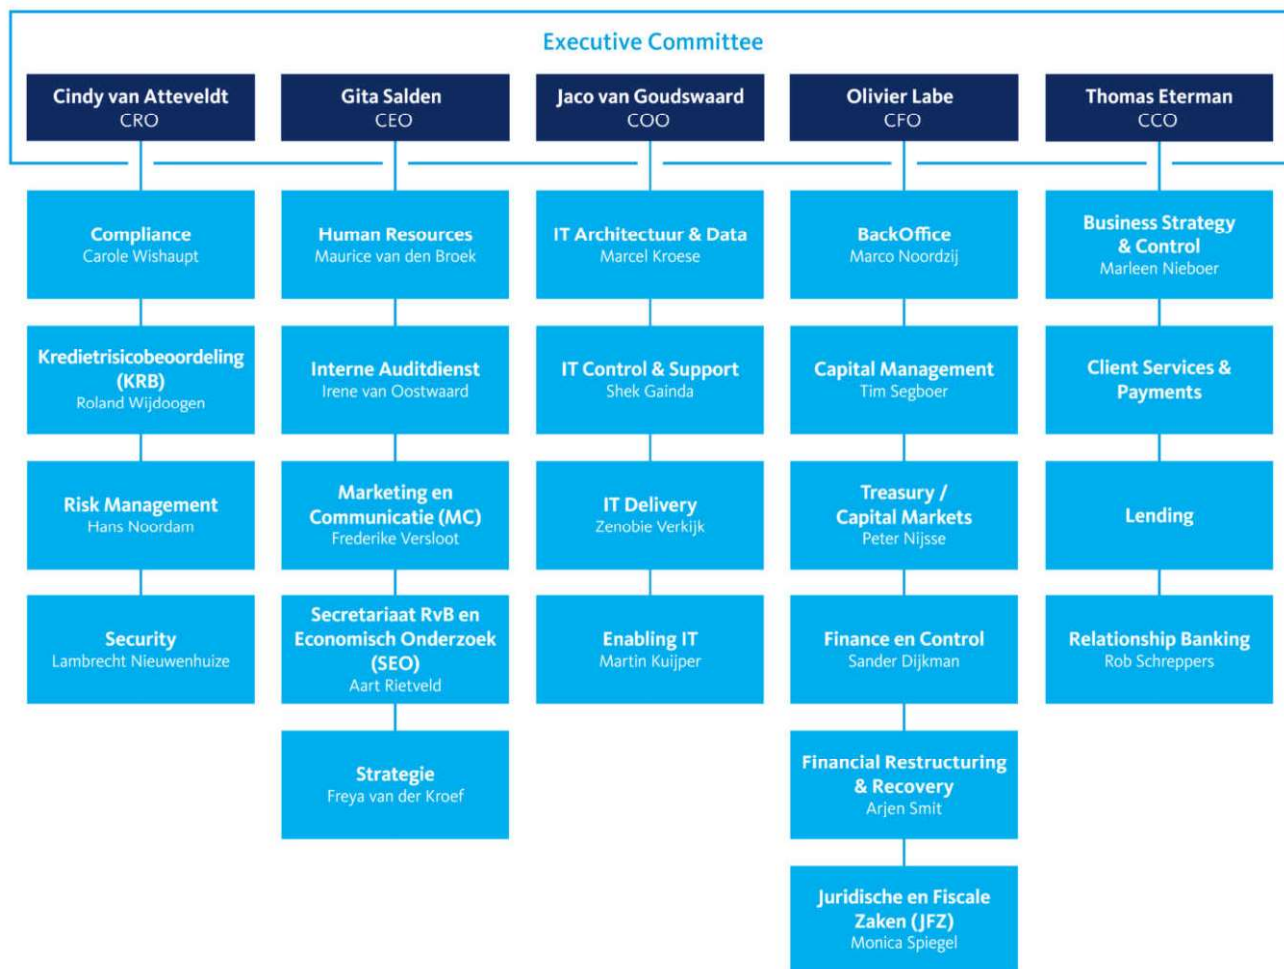 Executive Committee
Cindy van Atteveldt
CRO
Gita Salden
CEO
Jaco van Goudswaard
COO
Olivier Labe
CFO
Thomas Eterman
CCO
Compliance
Carole Wishaupt
Kredietrisicobeoordeling
(KRB)
Roland Wijdoogen
Risk Management
Hans Noordam
Security
Lambrecht Nieuwenhuize
Human Resources
Maurice van den Broek
Interne Auditdienst
Irene van Oostwaard
Marketing en
Communicatie (MC)
Frederike Versloot
Secretariaat RvB en
Economisch Onderzoek
(SEO)
Aart Rietveld
Strategie
Freya van der Kroef
IT Architectuur & Data
Marcel Kroese
IT Control & Support
Shek Gainda
IT Delivery
Zenobie Verkijk
Enabling IT
Martin Kuijper
BackOffice
Marco Noordzij
Capital Management
Tim Segboer
Treasury /
Capital Markets
Peter Nijsse
Finance en Control
Sander Dijkman
Financial Restructuring
& Recovery
Arjen Smit
Juridische en Fiscale
Zaken (JFZ)
Monica Spiegel
Business Strategy
& Control
Marleen Nieboer
Client Services &
Payments
Lending
Relationship Banking
Rob Schreppers